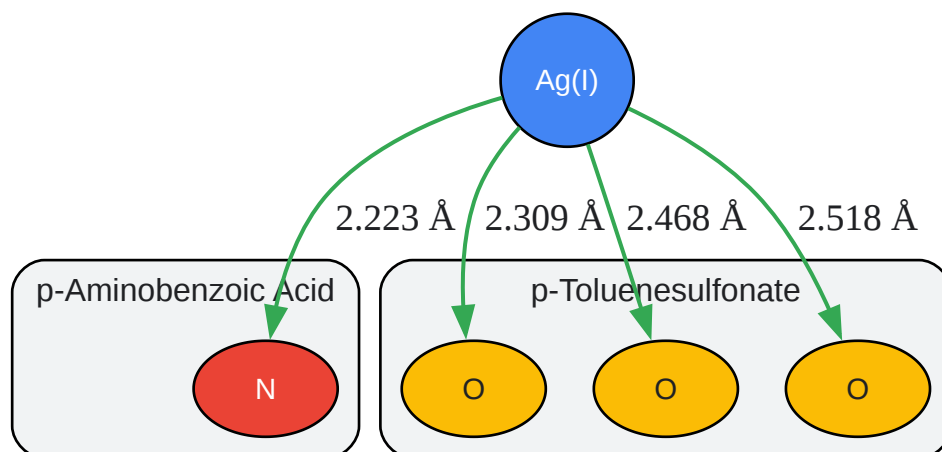 Ag(I)
2.223 Å
2.309 Å
2.468 Å
2.518 Å
p-Aminobenzoic Acid
p-Toluenesulfonate
N
O
O
O